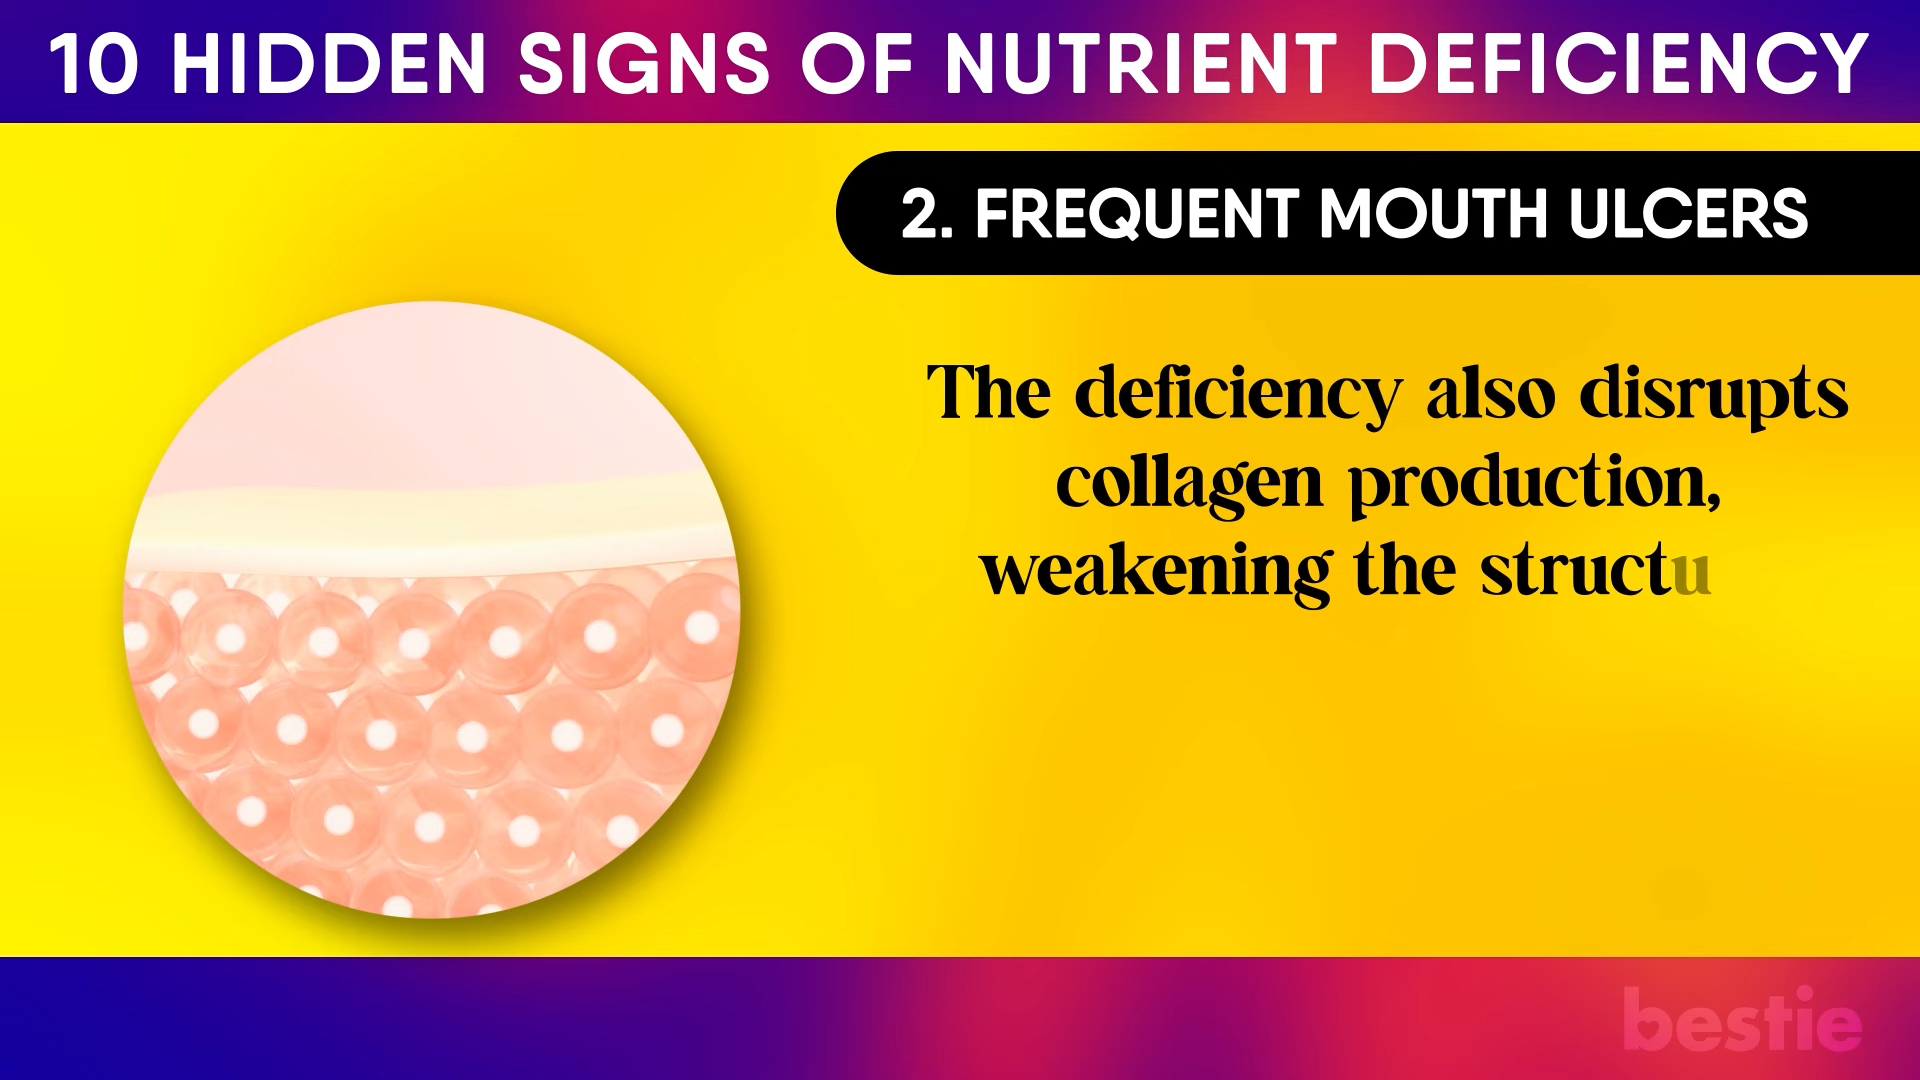 10 HIDDEN SIGNS OF NUTRIENT DEFICIENCY
2. FREQUENT MOUTH ULCERS
The deficiency also disrupts
collagen production,
weakening the structu
bestie